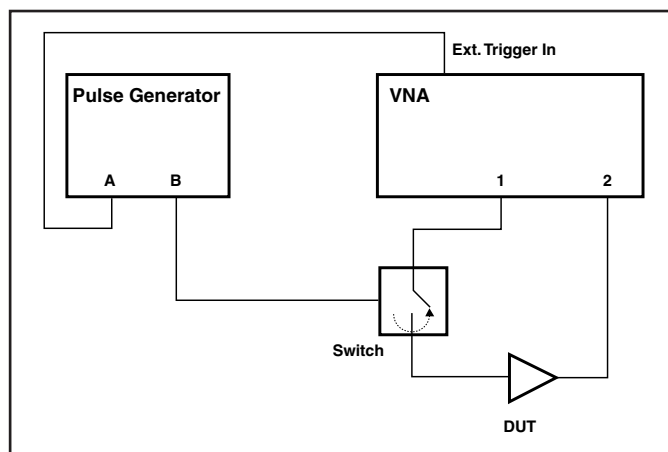 Ext. Trigger In
Pulse Generator
VNA
A
B
1
2
Switch
DUT